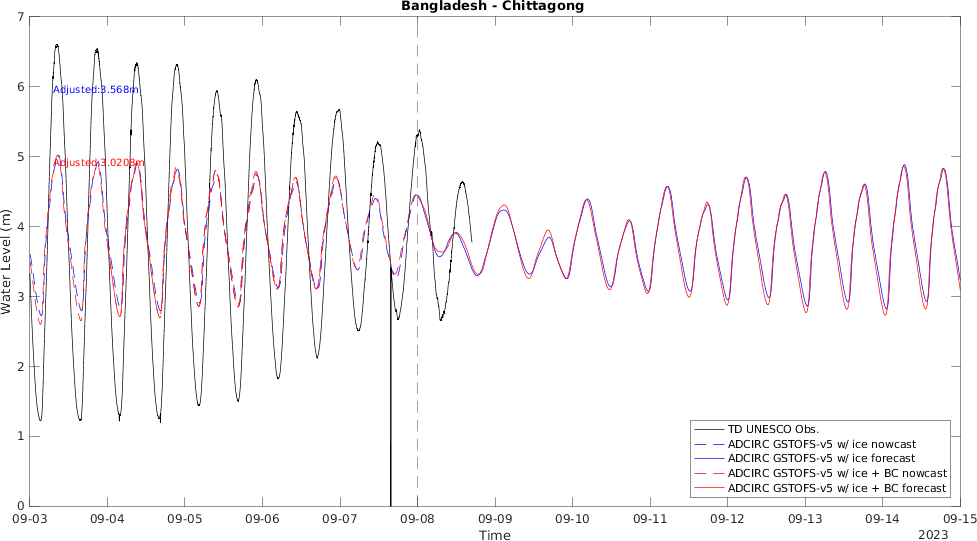 Bangladesh - Chittagong
7
6
5
4
3
2
1
0
Water Level (m)
Adjusted:3.568m
Adjusted:3.0208m
TD UNESCO Obs.
ADCIRC GSTOFS-v5 w/ ice nowcast
ADCIRC GSTOFS-v5 w/ ice forecast
ADCIRC GSTOFS-v5 w/ ice + BC nowcast
ADCIRC GSTOFS-v5 w/ ice + BC forecast
09-03 09-04 09-05 09-06 09-07 09-08 09-09 09-10 09-11 09-12 09-13 09-14 09-15
Time
2023